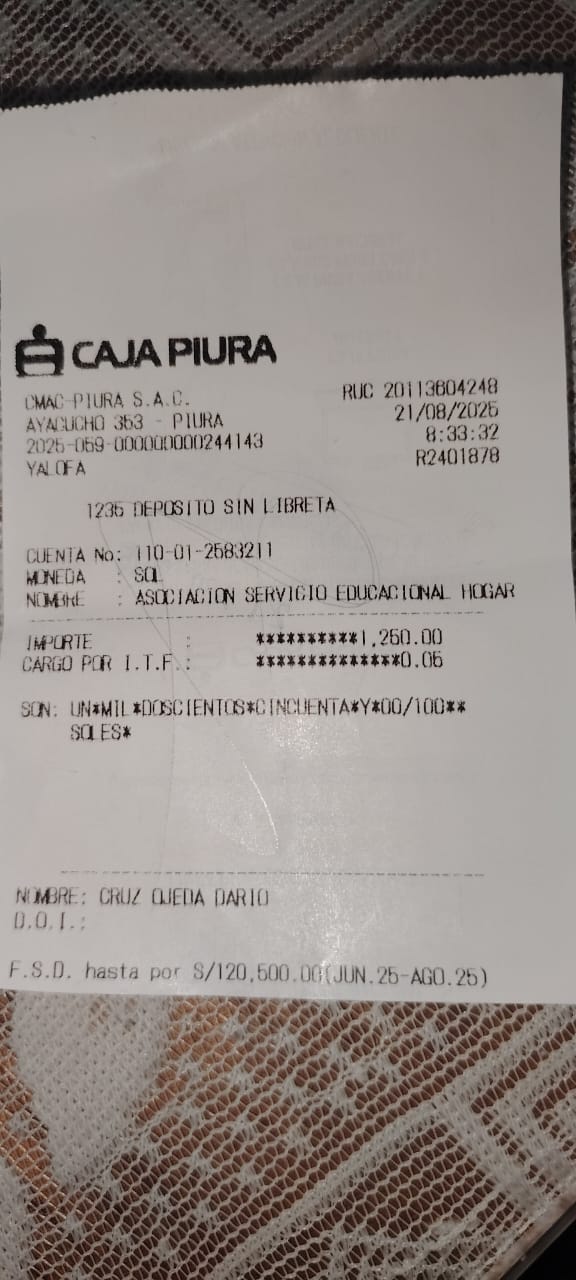 CAJA PIURA
CMAC-PIURA S.A.C. RUC 20113604248
AYACUCHO 353 - PIURA 21/08/2025
2025-059-000000000244143 8:33:32
YALOFA R2401878
1235 DEPOSITO SIN LIBRETA
CUENTA No: 110-01-2583211
MONEDA : SOL
NOMBRE : ASOCIACION SERVICIO EDUCACIONAL HOGAR
IMPORTE : **********1,250.00
CARGO POR I.T.F.: **************0.05
SON: UN*MIL*DOSCIENTOS*CINCUENTA*Y*00/100**
SOLES*
NOMBRE: CRUZ OJEDA DARIO
D.O.I.:
F.S.D. hasta por S/120,500.00(JUN.25-AGO.25)